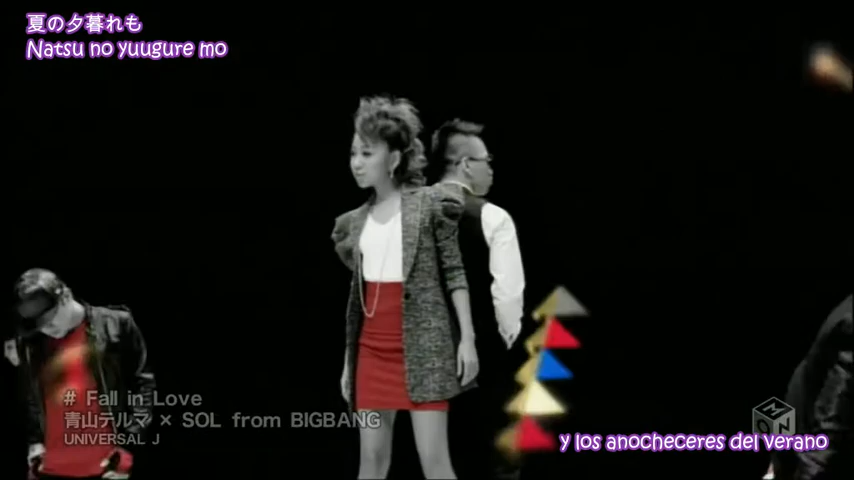 夏の夕暮れも
Natsu no yuugure mo
# Fall in Love
青山テルマ × SOL from BIGBANG
UNIVERSAL J
MON
y los anocheceres del verano